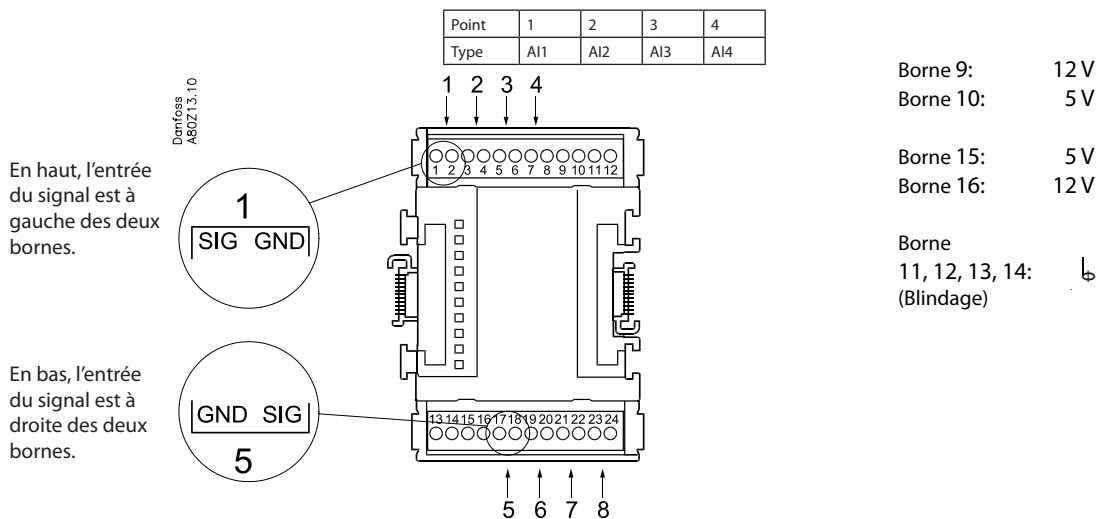 Point 1 2 3 4
Type AI1 AI2 AI3 AI4
1 2 3 4
Danfoss
A80Z13.10
En haut, l'entrée
du signal est à
gauche des deux
bornes.
1
SIG GND
1 2 3 4 5 6 7 8 9 10 11 12
En bas, l'entrée
du signal est à
droite des deux
bornes.
GND SIG
5
13 14 15 16 17 18 19 20 21 22 23 24
5 6 7 8
Borne 9: 12 V
Borne 10: 5 V
Borne 15: 5 V
Borne 16: 12 V
Borne
11, 12, 13, 14:
(Blindage)